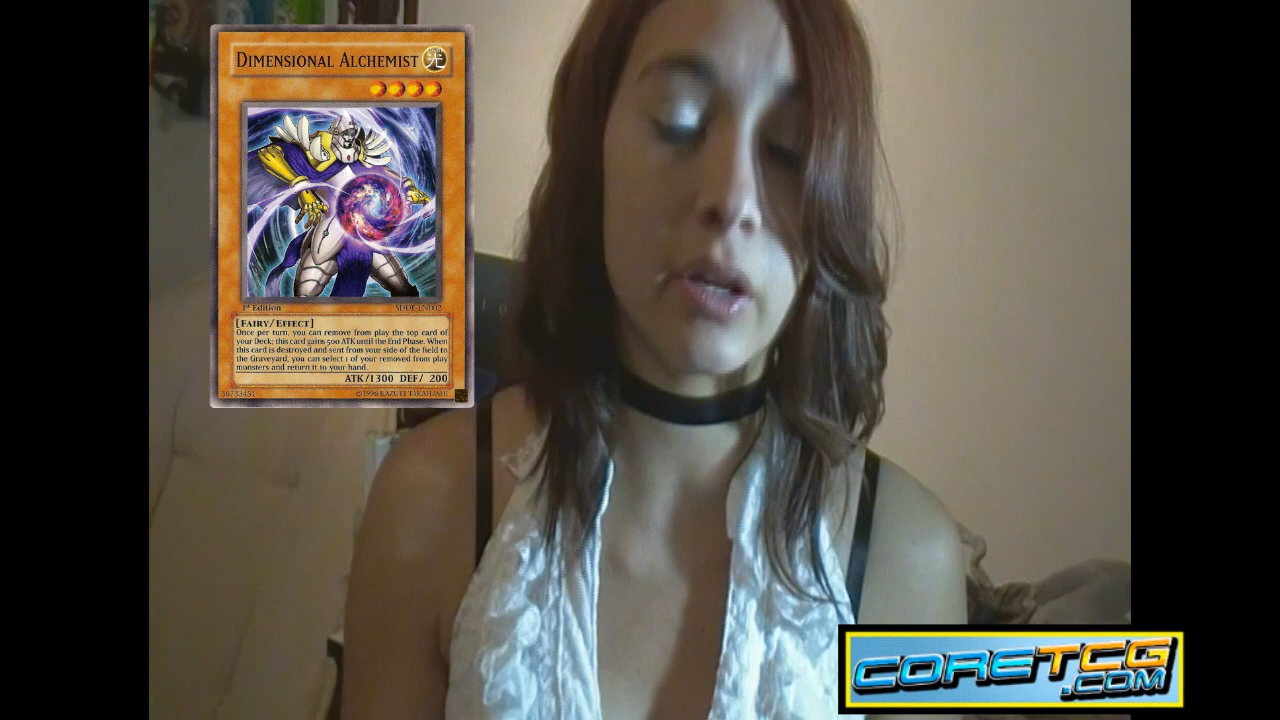 DIMENSIONAL ALCHEMIST 光
1st Edition SDDE-EN002
[FAIRY/EFFECT]
Once per turn, you can remove from play the top card of
your Deck; this card gains 500 ATK until the End Phase. When
this card is destroyed and sent from your side of the field to
the Graveyard, you can select 1 of your removed from play
monsters and return it to your hand.
ATK/1300 DEF/ 200
©1996 KAZUKI TAKAHASHI
CORETCG
.COM